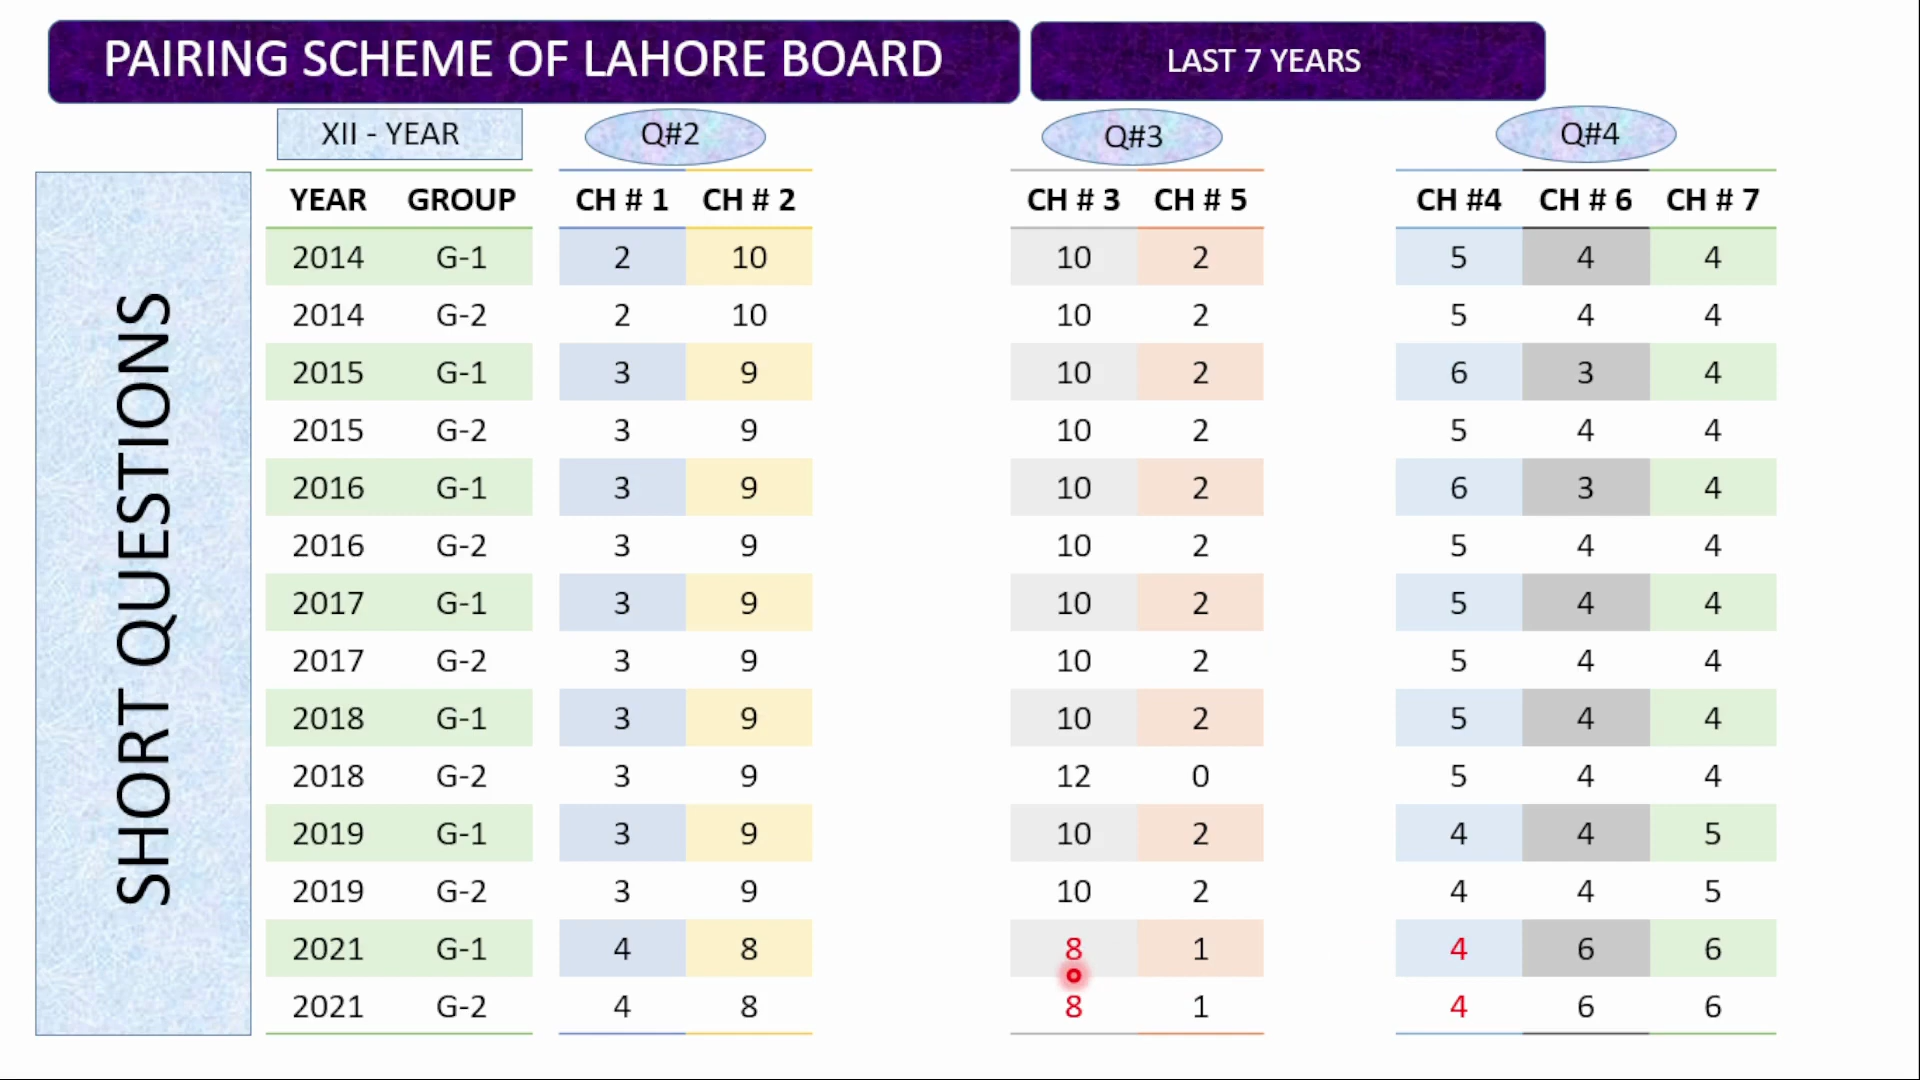 PAIRING SCHEME OF LAHORE BOARD
LAST 7 YEARS
XII - YEAR Q#2 Q#3 Q#4
SHORT QUESTIONS
YEAR GROUP CH # 1 CH # 2 CH # 3 CH # 5 CH #4 CH # 6 CH # 7
2014 G-1 2 10 10 2 5 4 4
2014 G-2 2 10 10 2 5 4 4
2015 G-1 3 9 10 2 6 3 4
2015 G-2 3 9 10 2 5 4 4
2016 G-1 3 9 10 2 6 3 4
2016 G-2 3 9 10 2 5 4 4
2017 G-1 3 9 10 2 5 4 4
2017 G-2 3 9 10 2 5 4 4
2018 G-1 3 9 10 2 5 4 4
2018 G-2 3 9 12 0 5 4 4
2019 G-1 3 9 10 2 4 4 5
2019 G-2 3 9 10 2 4 4 5
2021 G-1 4 8 8 1 4 6 6
2021 G-2 4 8 8 1 4 6 6